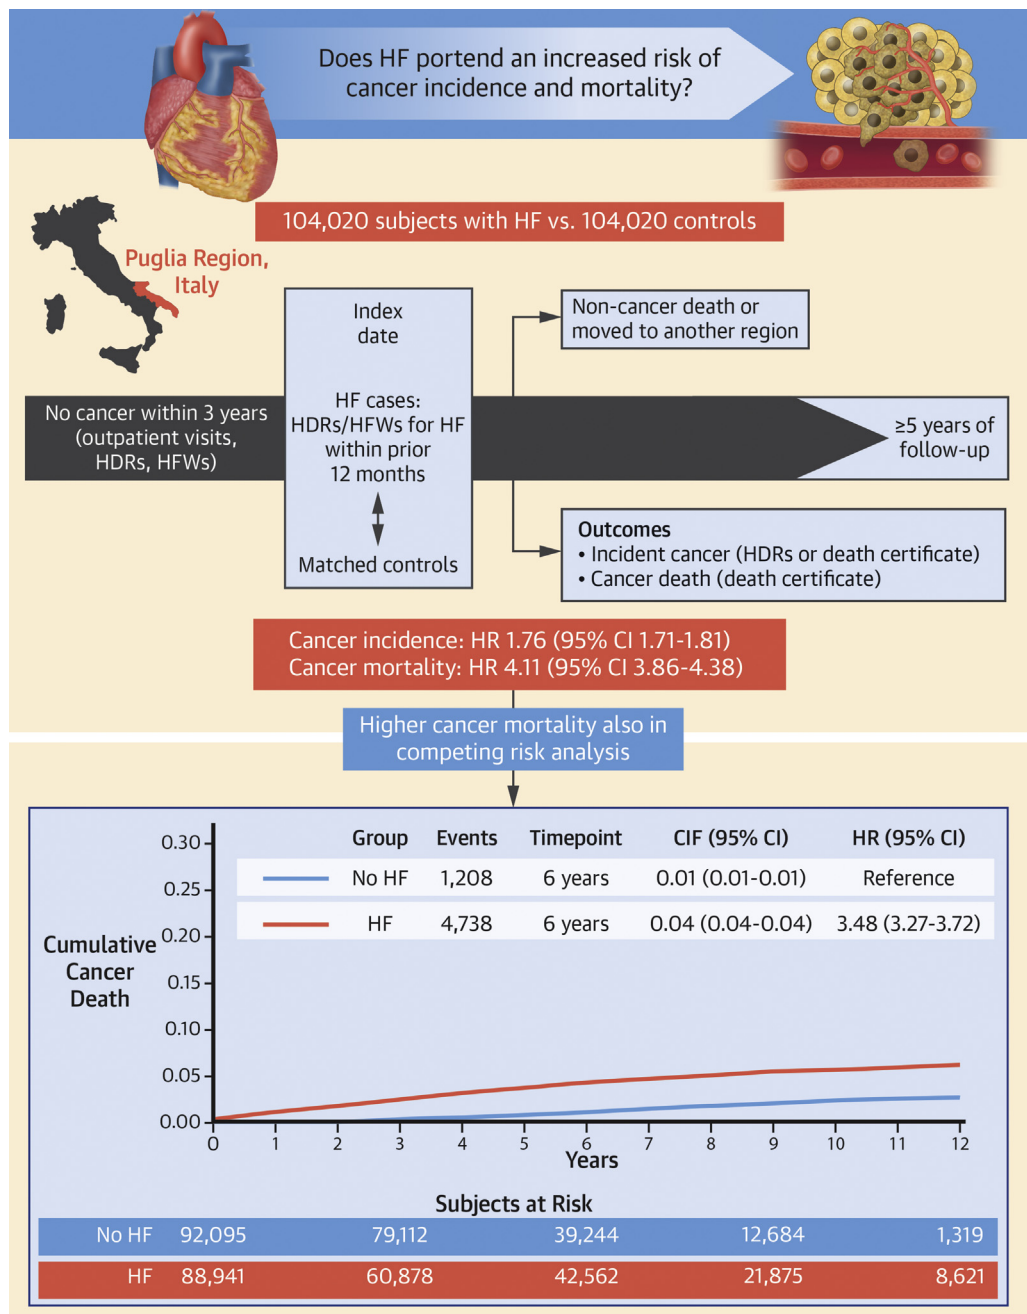 Does HF portend an increased risk of
cancer incidence and mortality?
104,020 subjects with HF vs. 104,020 controls
Puglia Region,
Italy
Index
date
Non-cancer death or
moved to another region
No cancer within 3 years
(outpatient visits,
HDRs, HFWs)
HF cases:
HDRs/HFWs for HF
within prior
12 months
≥5 years of
follow-up
Matched controls
Outcomes
• Incident cancer (HDRs or death certificate)
• Cancer death (death certificate)
Cancer incidence: HR 1.76 (95% CI 1.71-1.81)
Cancer mortality: HR 4.11 (95% CI 3.86-4.38)
Higher cancer mortality also in
competing risk analysis
Group Events Timepoint CIF (95% CI) HR (95% CI)
No HF 1,208 6 years 0.01 (0.01-0.01) Reference
HF 4,738 6 years 0.04 (0.04-0.04) 3.48 (3.27-3.72)
Cumulative
Cancer
Death
0.30
0.25
0.20
0.15
0.10
0.05
0.00
0 1 2 3 4 5 6 7 8 9 10 11 12
Years
Subjects at Risk
No HF 92,095 79,112 39,244 12,684 1,319
HF 88,941 60,878 42,562 21,875 8,621